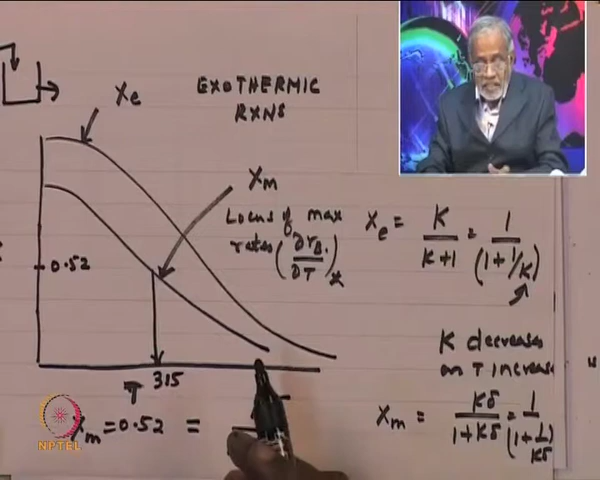 Xe
EXOTHERMIC
RXNS
Xm
Locus of max
rates (∂rB/∂T)x
Xe = K/(K+1) = 1/(1+1/K)
0.52
K decreases
on T increase
T 315
Xm = 0.52 =
Xm = Kδ/(1+Kδ) = 1/(1+1/Kδ)
NPTEL